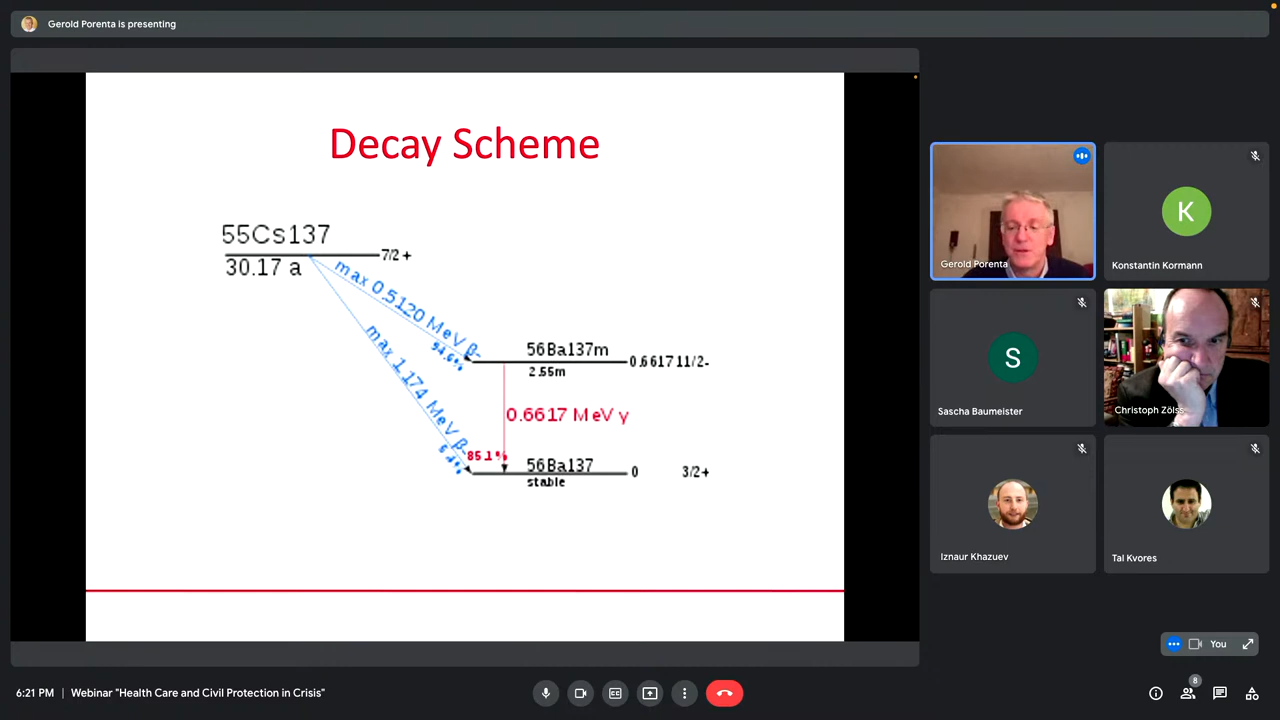 Gerold Porenta is presenting
Decay Scheme
55Cs137
7/2 +
30.17 a
max 0.5120 MeV β-
94.6%
max 1.174 MeV β-
5.4%
56Ba137m
0.6617 11/2-
2.55m
0.6617 MeV γ
85.1%
56Ba137
0
3/2+
stable
Gerold Porenta
K
Konstantin Kormann
S
Sascha Baumeister
Christoph Zölss
Iznaur Khazuev
Tal Kvores
You
6:21 PM | Webinar "Health Care and Civil Protection in Crisis"
8